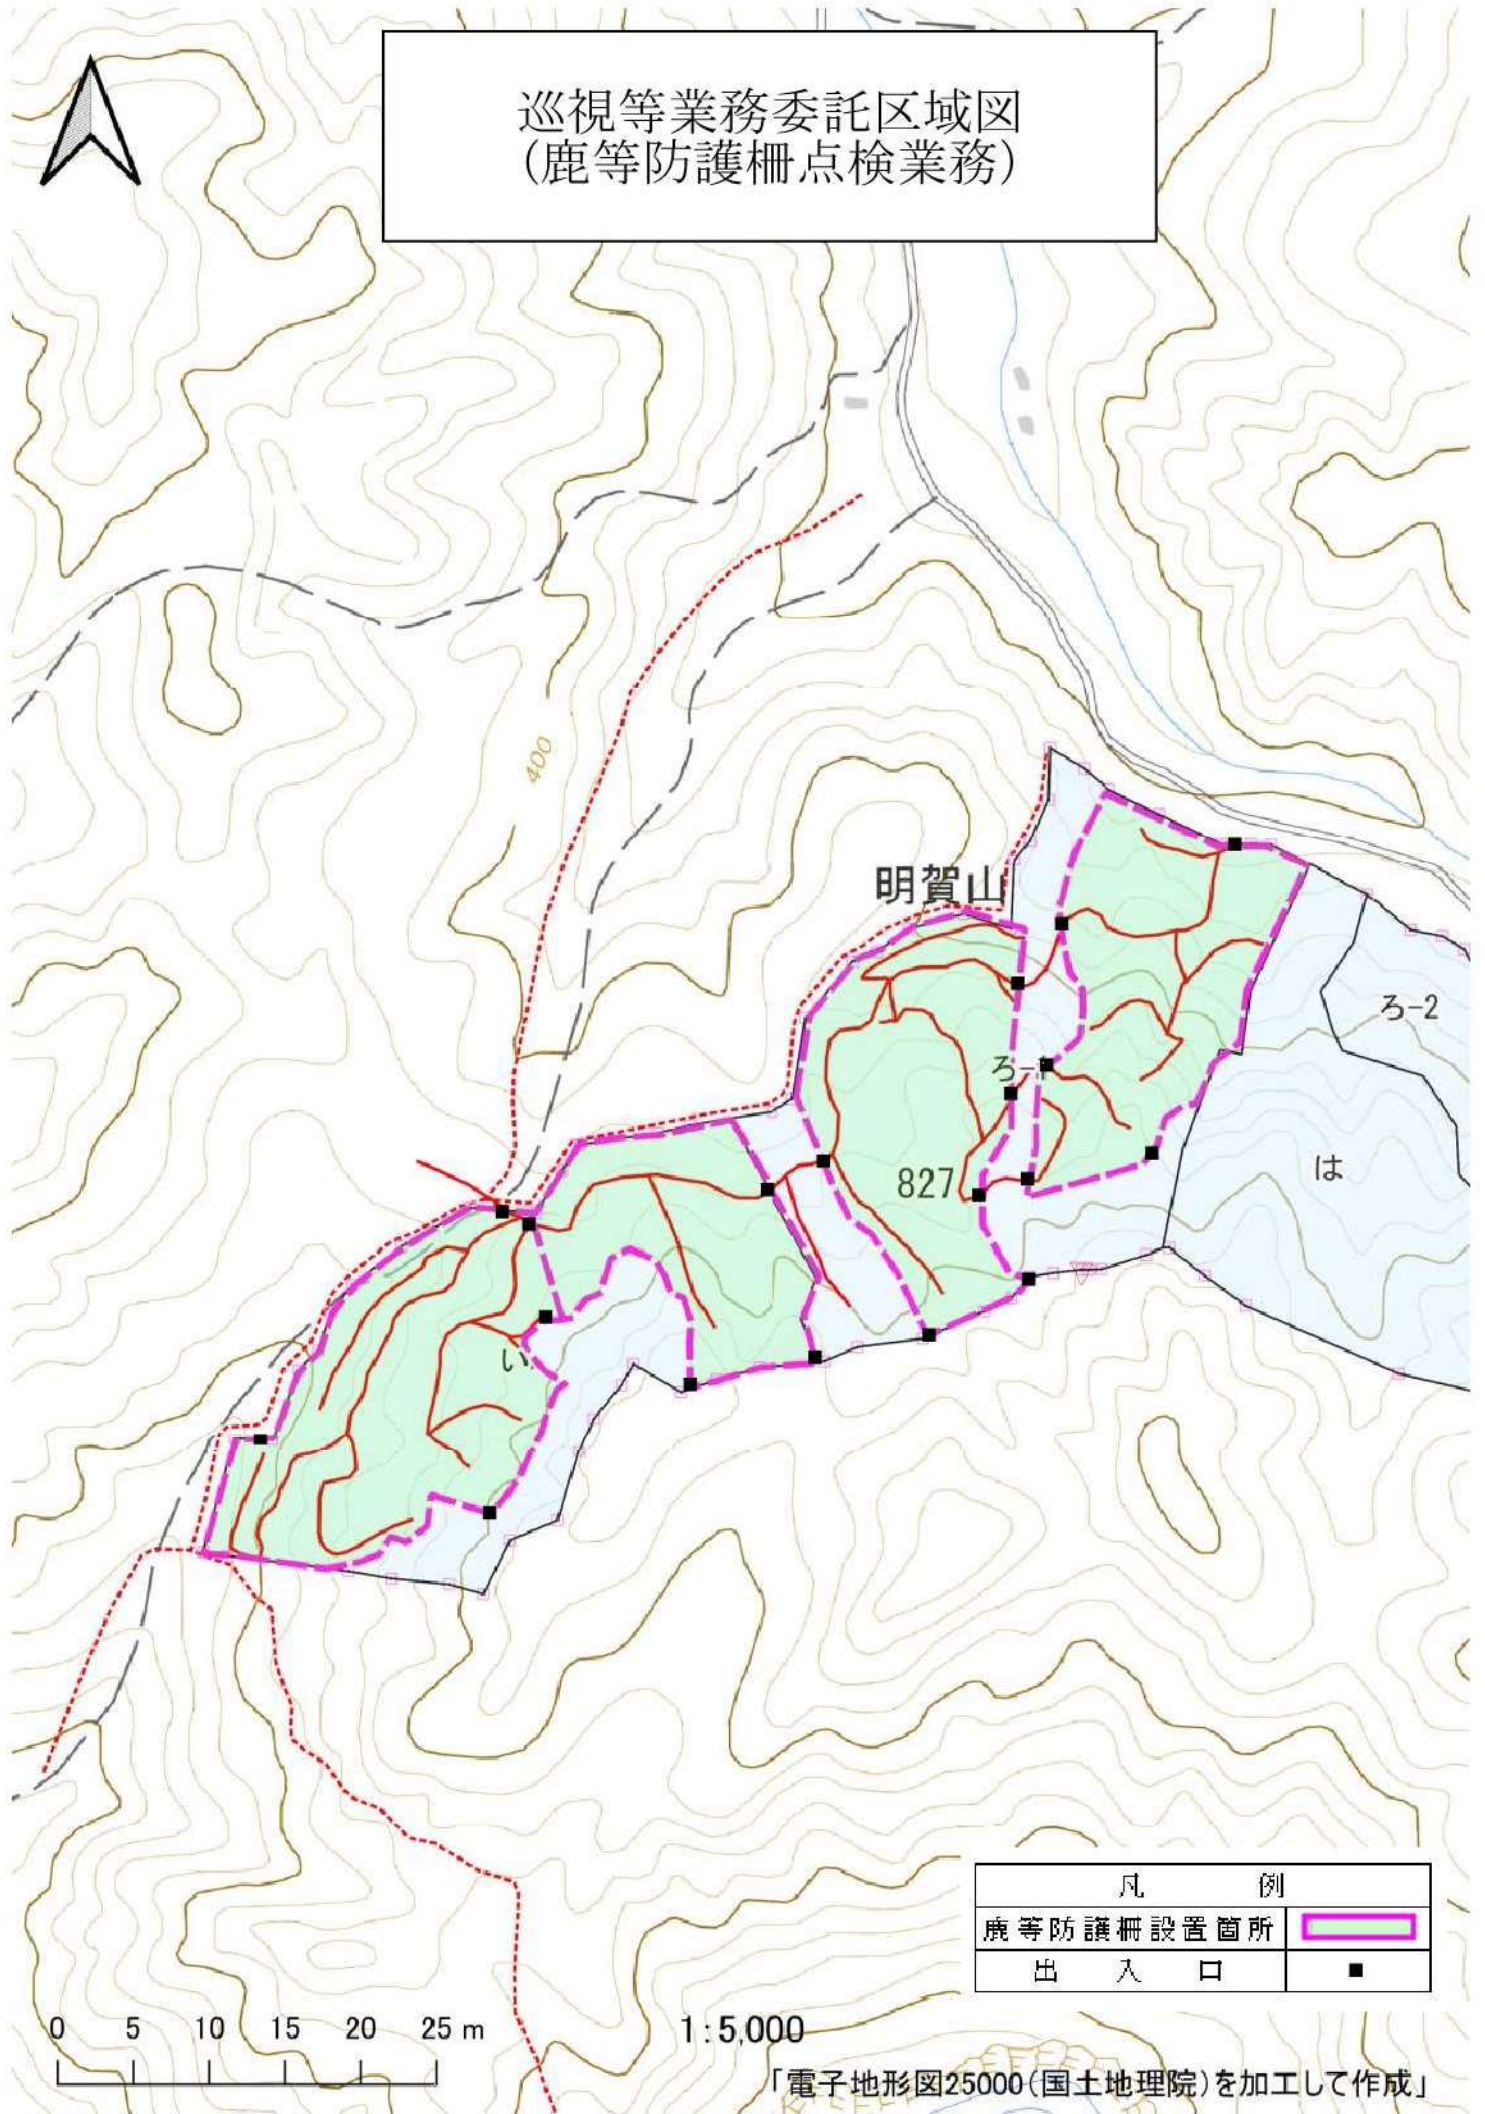 巡視等業務委託区域図
(鹿等防護柵点検業務)
400
明賀山
ろ-2
ろ-1
は
827
い
凡 例
鹿等防護柵設置箇所
出 入 口
0 5 10 15 20 25 m
1:5,000
「電子地形図25000(国土地理院)を加工して作成」